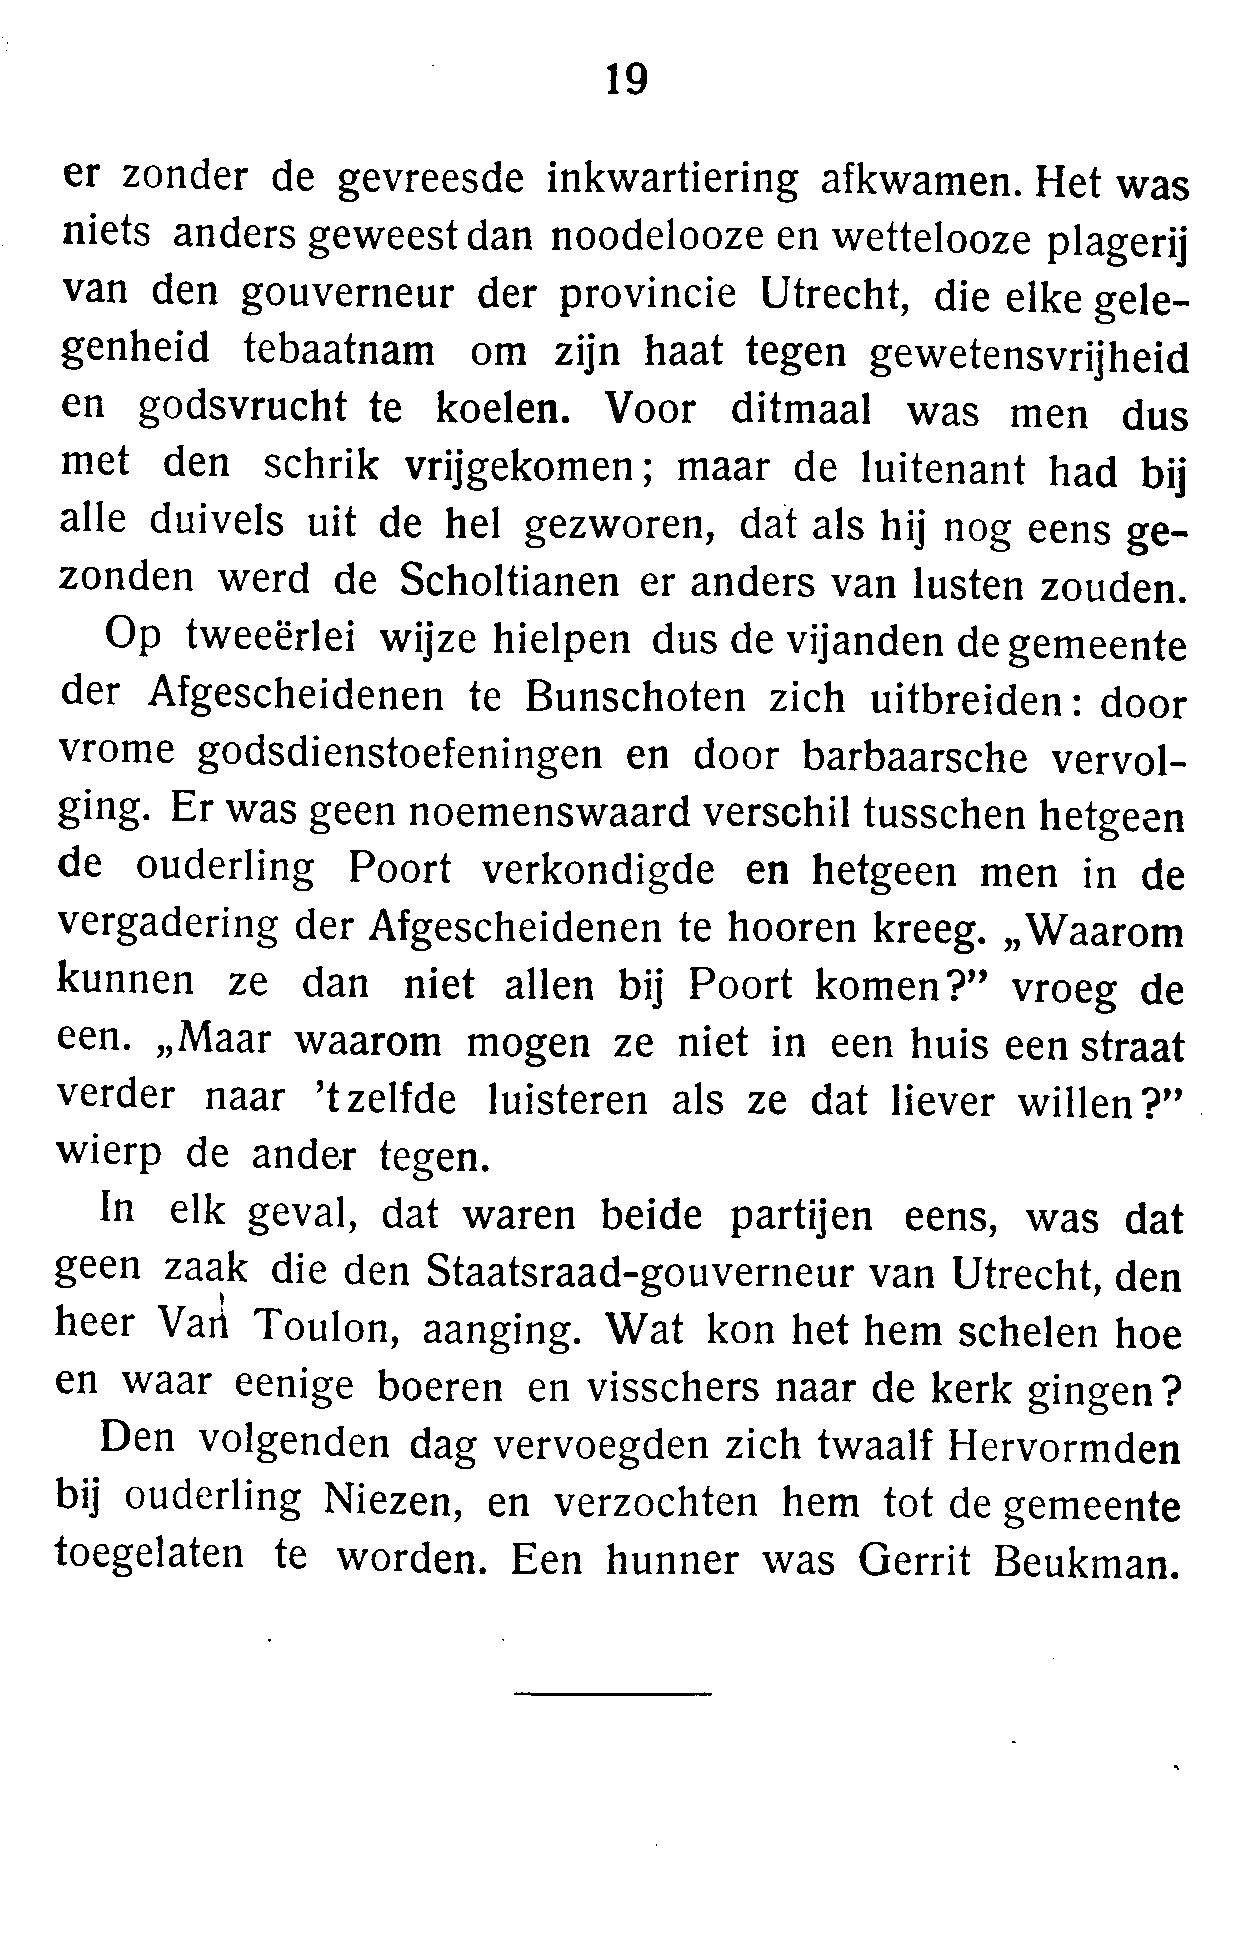 19
er zonder de gevreesde inkwartiering afkwamen. Het was
niets anders geweest dan noodelooze en wettelooze plagerij
van den gouverneur der provincie Utrecht, die elke gele-
genheid tebaatnam om zijn haat tegen gewetensvrijheid
en godsvrucht te koelen. Voor ditmaal was men dus
met den schrik vrijgekomen; maar de luitenant had bij
alle duivels uit de hel gezworen, dat als hij nog eens ge-
zonden werd de Scholtianen er anders van lusten zouden.
Op tweeërlei wijze hielpen dus de vijanden de gemeente
der Afgescheidenen te Bunschoten zich uitbreiden: door
vrome godsdienstoefeningen en door barbaarsche vervol-
ging. Er was geen noemenswaard verschil tusschen hetgeen
de ouderling Poort verkondigde en hetgeen men in de
vergadering der Afgescheidenen te hooren kreeg. „Waarom
kunnen ze dan niet allen bij Poort komen?” vroeg de
een. „Maar waarom mogen ze niet in een huis een straat
verder naar 't zelfde luisteren als ze dat liever willen?”
wierp de ander tegen.
In elk geval, dat waren beide partijen eens, was dat
geen zaak die den Staatsraad-gouverneur van Utrecht, den
heer Van Toulon, aanging. Wat kon het hem schelen hoe
en waar eenige boeren en visschers naar de kerk gingen?
Den volgenden dag vervoegden zich twaalf Hervormden
bij ouderling Niezen, en verzochten hem tot de gemeente
toegelaten te worden. Een hunner was Gerrit Beukman.